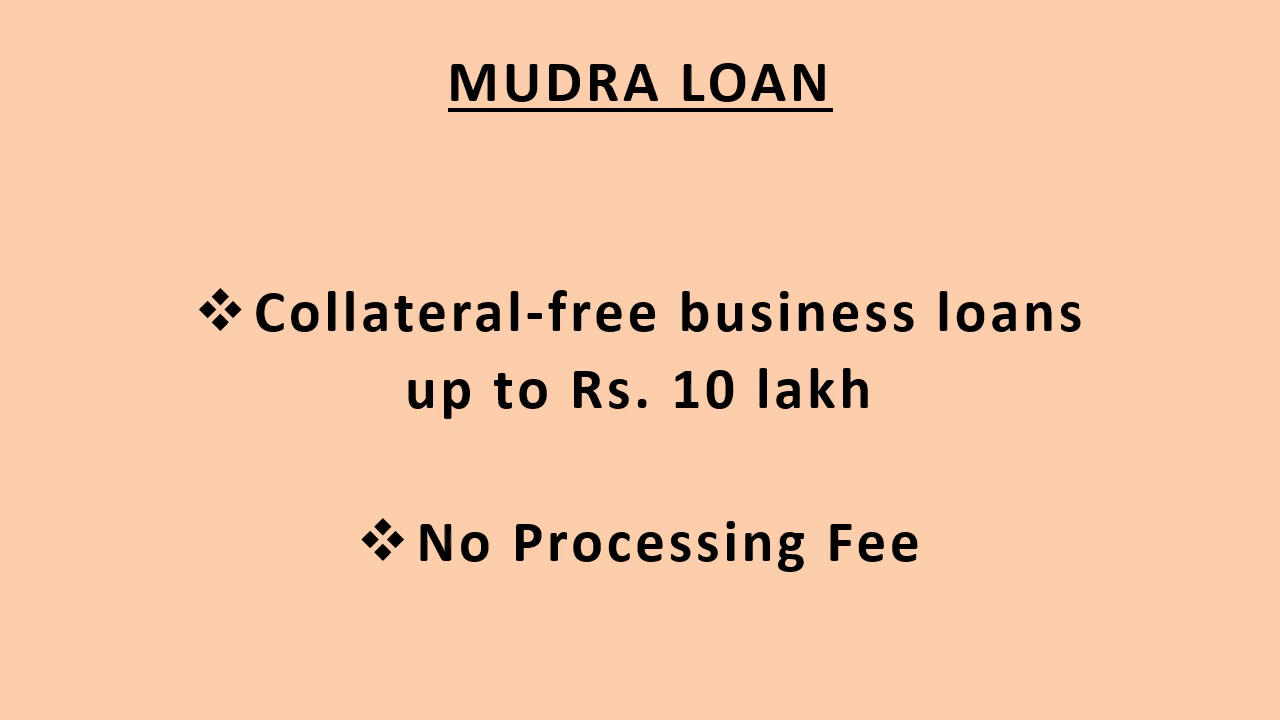 MUDRA LOAN
❖ Collateral-free business loans
up to Rs. 10 lakh
❖ No Processing Fee